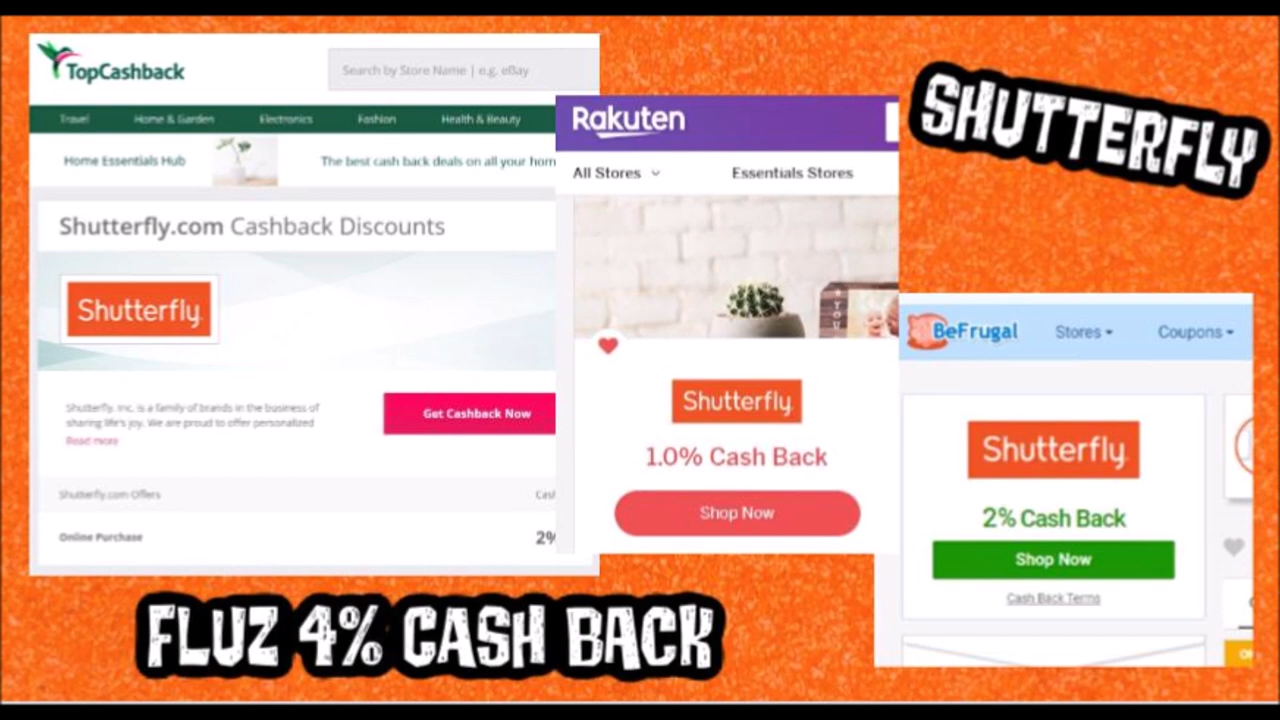 TopCashback
Search by Store Name | e.g. eBay
Travel Home & Garden Electronics Fashion Health & Beauty
Home Essentials Hub The best cash back deals on all your hom
Shutterfly.com Cashback Discounts
Shutterfly
Shutterfly, Inc. is a family of brands in the business of
sharing life's joy. We are proud to offer personalized
Read more
Get Cashback Now
Shutterfly.com Offers Cas
Online Purchase 2%
Rakuten
All Stores Essentials Stores
Shutterfly
1.0% Cash Back
Shop Now
SHUTTERFLY
BeFrugal Stores Coupons
Shutterfly
2% Cash Back
Shop Now
Cash Back Terms
FLUZ 4% CASH BACK